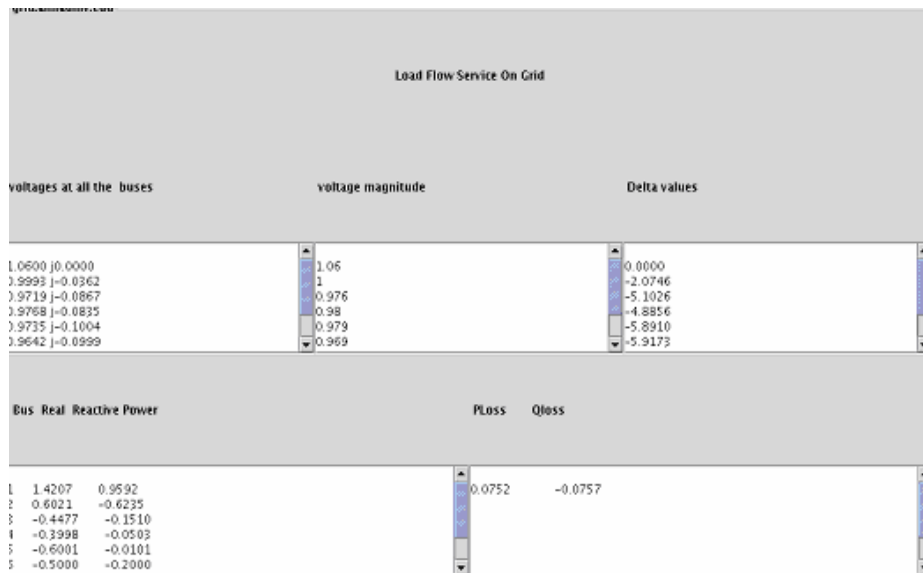 Load Flow Service On Grid
voltages at all the buses voltage magnitude Delta values
1.0600 j0.0000 1.06 0.0000
0.9993 j-0.0362 1 -2.0746
0.9719 j-0.0867 0.976 -5.1026
0.9768 j-0.0835 0.98 -4.8856
0.9735 j-0.1004 0.979 -5.8910
0.9642 j-0.0999 0.969 -5.9173
Bus Real Reactive Power PLoss Qloss
1 1.4207 0.9592 0.0752 -0.0757
2 0.6021 -0.6235
3 -0.4477 -0.1510
4 -0.3998 -0.0503
5 -0.6001 -0.0101
6 -0.5000 -0.2000